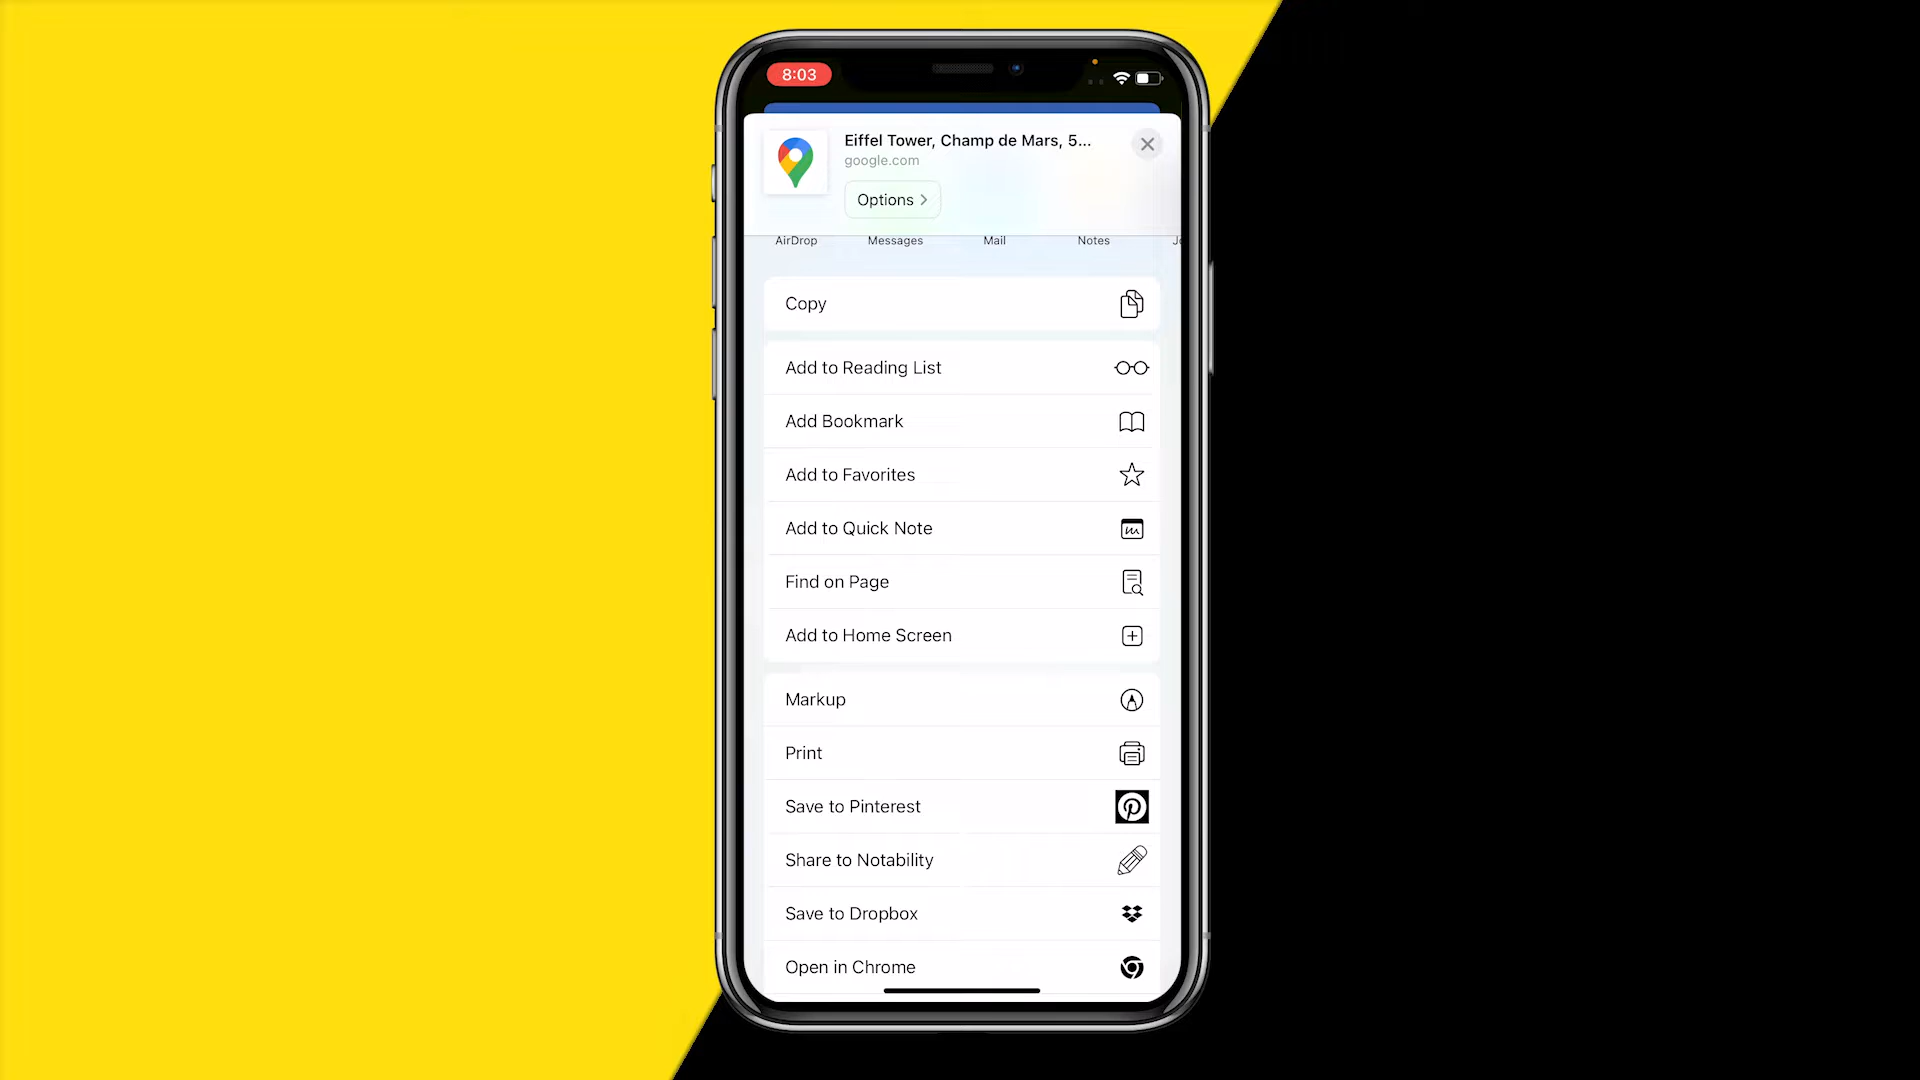 8:03
Eiffel Tower, Champ de Mars, 5...
google.com
Options
AirDrop Messages Mail Notes
Copy
Add to Reading List
Add Bookmark
Add to Favorites
Add to Quick Note
Find on Page
Add to Home Screen
Markup
Print
Save to Pinterest
Share to Notability
Save to Dropbox
Open in Chrome